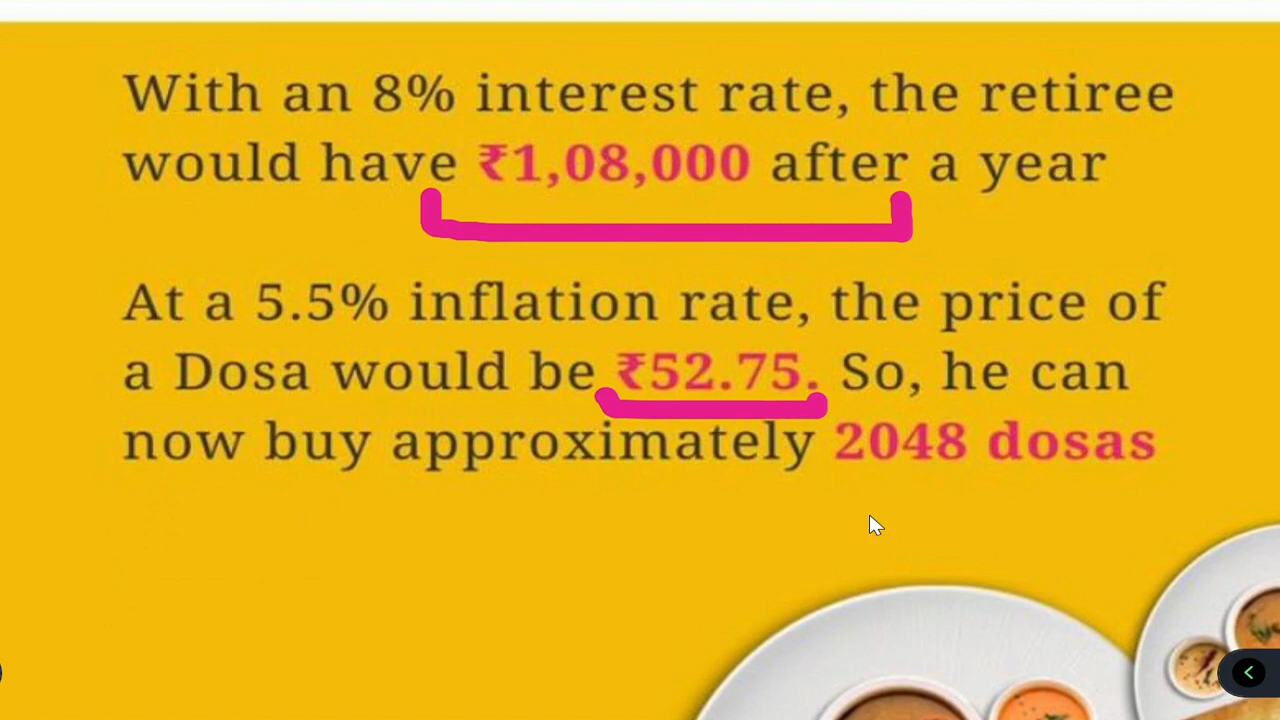 With an 8% interest rate, the retiree
would have ₹1,08,000 after a year
At a 5.5% inflation rate, the price of
a Dosa would be ₹52.75. So, he can
now buy approximately 2048 dosas